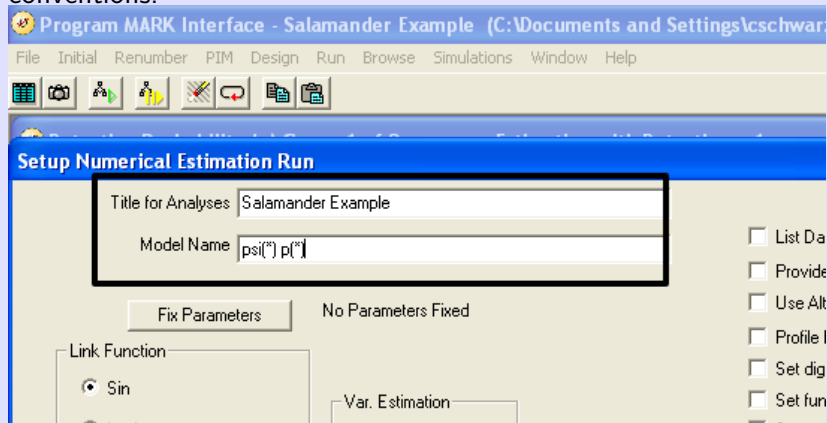 conventions.
Program MARK Interface - Salamander Example (C:\Documents and Settings\cschwar
File Initial Renumber PIM Design Run Browse Simulations Window Help
Setup Numerical Estimation Run
Title for Analyses Salamander Example
Model Name psi(*) p(*)
List Da
Provide
Fix Parameters No Parameters Fixed
Use Alt
Profile
Link Function
Set dig
Sin
Var. Estimation
Set fun